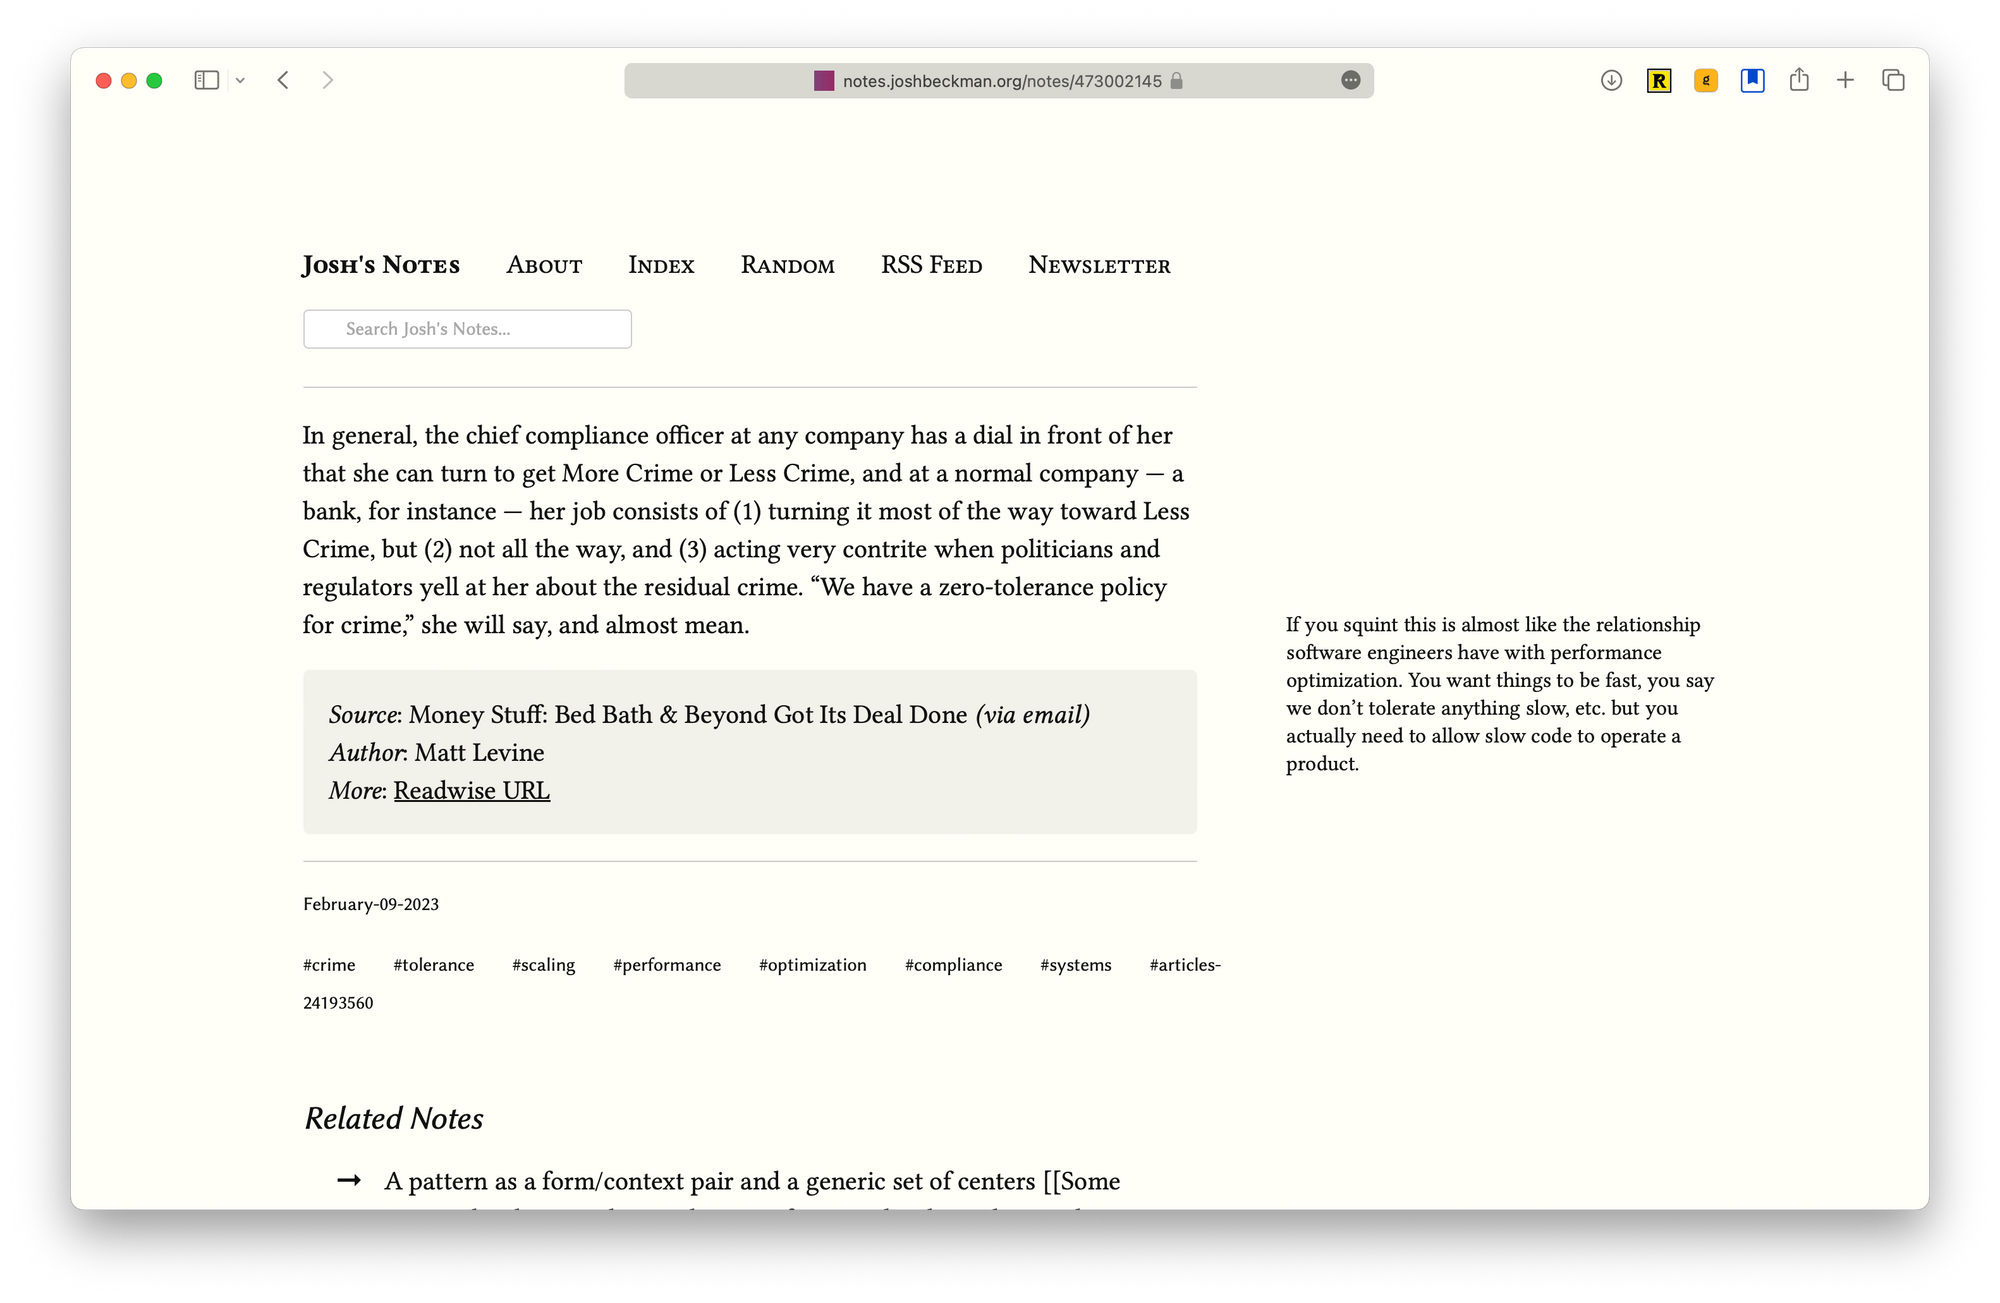 notes.joshbeckman.org/notes/473002145
R
g
Josh's Notes About Index Random RSS Feed Newsletter
Search Josh's Notes...
In general, the chief compliance officer at any company has a dial in front of her
that she can turn to get More Crime or Less Crime, and at a normal company — a
bank, for instance — her job consists of (1) turning it most of the way toward Less
Crime, but (2) not all the way, and (3) acting very contrite when politicians and
regulators yell at her about the residual crime. “We have a zero-tolerance policy
for crime,” she will say, and almost mean.
If you squint this is almost like the relationship
software engineers have with performance
optimization. You want things to be fast, you say
we don’t tolerate anything slow, etc. but you
actually need to allow slow code to operate a
product.
Source: Money Stuff: Bed Bath & Beyond Got Its Deal Done (via email)
Author: Matt Levine
More: Readwise URL
February-09-2023
#crime #tolerance #scaling #performance #optimization #compliance #systems #articles-
24193560
Related Notes
→ A pattern as a form/context pair and a generic set of centers [[Some